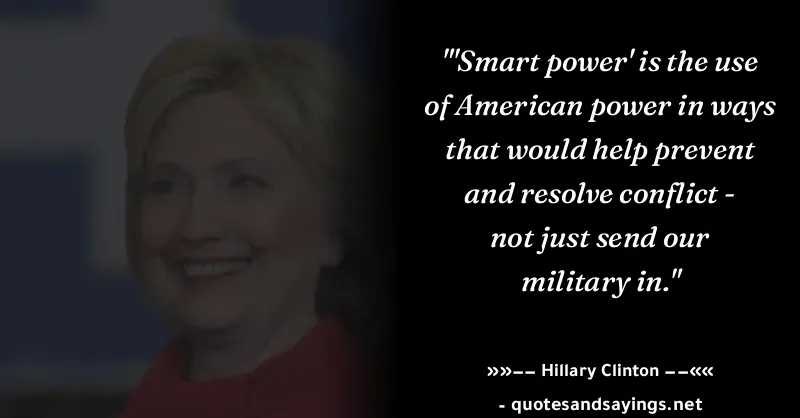 "'Smart power' is the use
of American power in ways
that would help prevent
and resolve conflict -
not just send our
military in."
»»–– Hillary Clinton ––««
- quotesandsayings.net